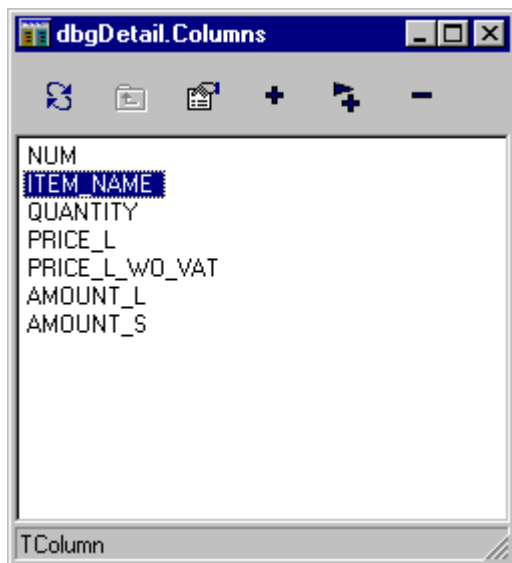 dbgDetail.Columns
NUM
ITEM_NAME
QUANTITY
PRICE_L
PRICE_L_WO_VAT
AMOUNT_L
AMOUNT_S
TColumn